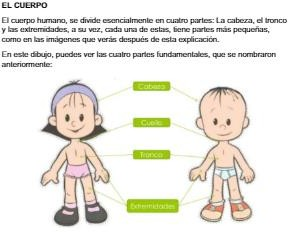 EL CUERPO
El cuerpo humano, se divide esencialmente en cuatro partes: La cabeza, el tronco
y las extremidades, a su vez, cada una de estas, tiene partes más pequeñas,
como en las imágenes que verás después de esta explicación.
En este dibujo, puedes ver las cuatro partes fundamentales, que se nombraron
anteriormente:
Cabeza
Cuello
Tronco
Extremidades